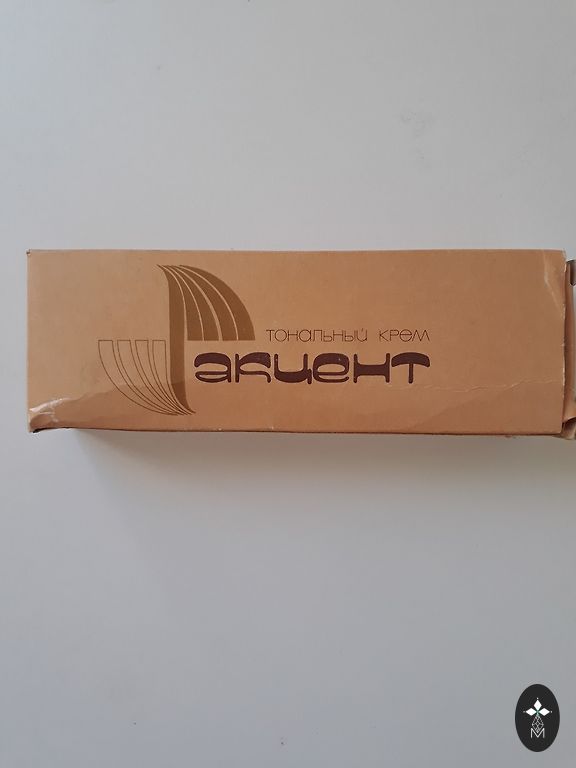 тональный крем
акцент
M